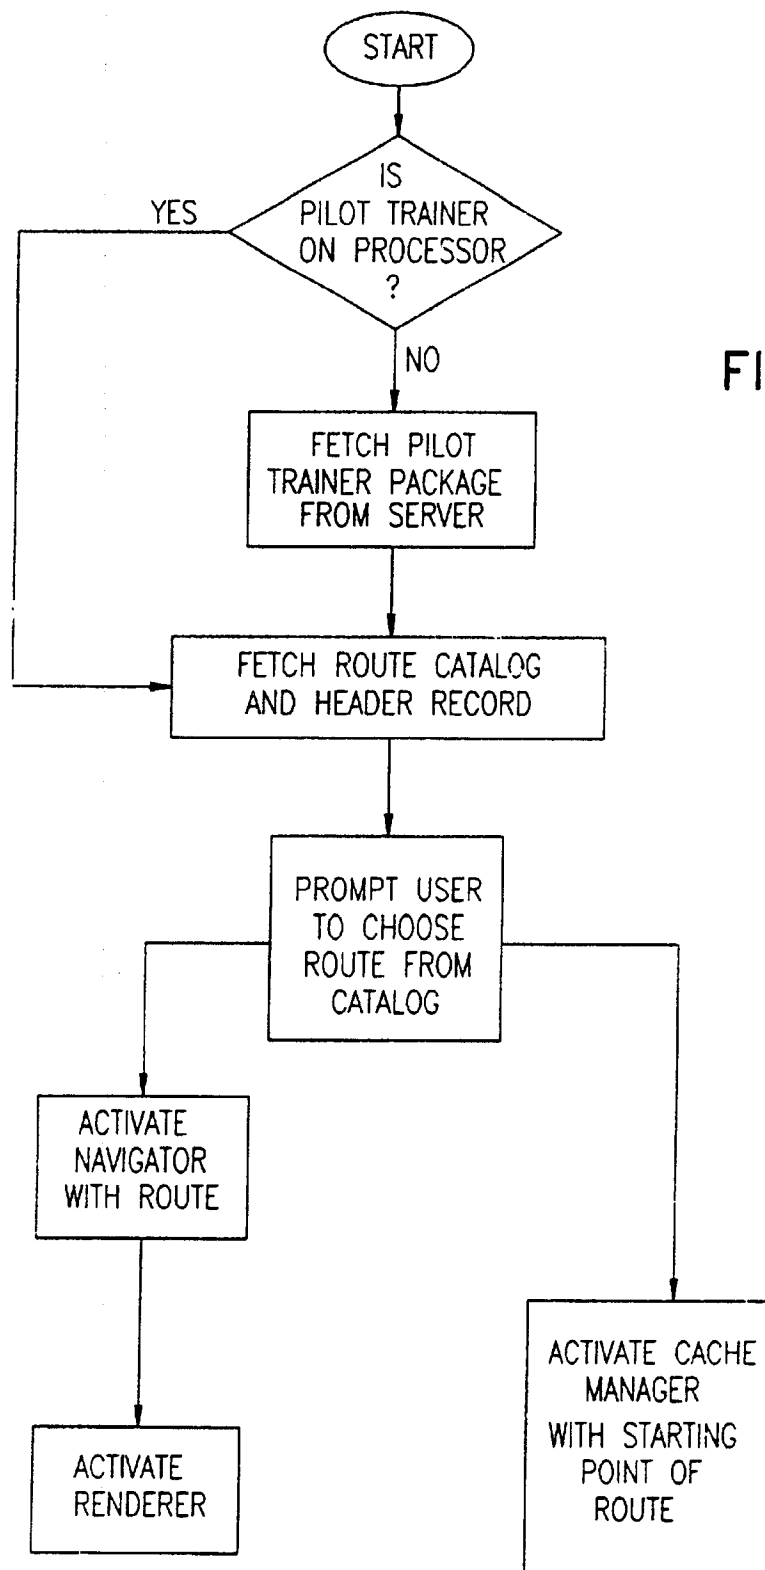 START
IS
PILOT TRAINER
ON PROCESSOR
?
YES
NO
FI
FETCH PILOT
TRAINER PACKAGE
FROM SERVER
FETCH ROUTE CATALOG
AND HEADER RECORD
PROMPT USER
TO CHOOSE
ROUTE FROM
CATALOG
ACTIVATE
NAVIGATOR
WITH ROUTE
ACTIVATE CACHE
MANAGER
WITH STARTING
POINT OF
ROUTE
ACTIVATE
RENDERER